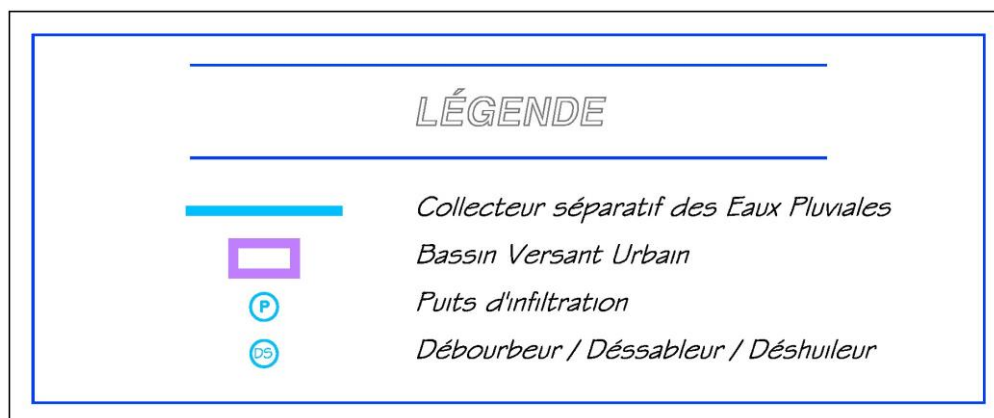 LÉGENDE
Collecteur séparatif des Eaux Pluviales
Bassin Versant Urbain
P Puits d'infiltration
DS Débourbeur / Déssableur / Déshuileur